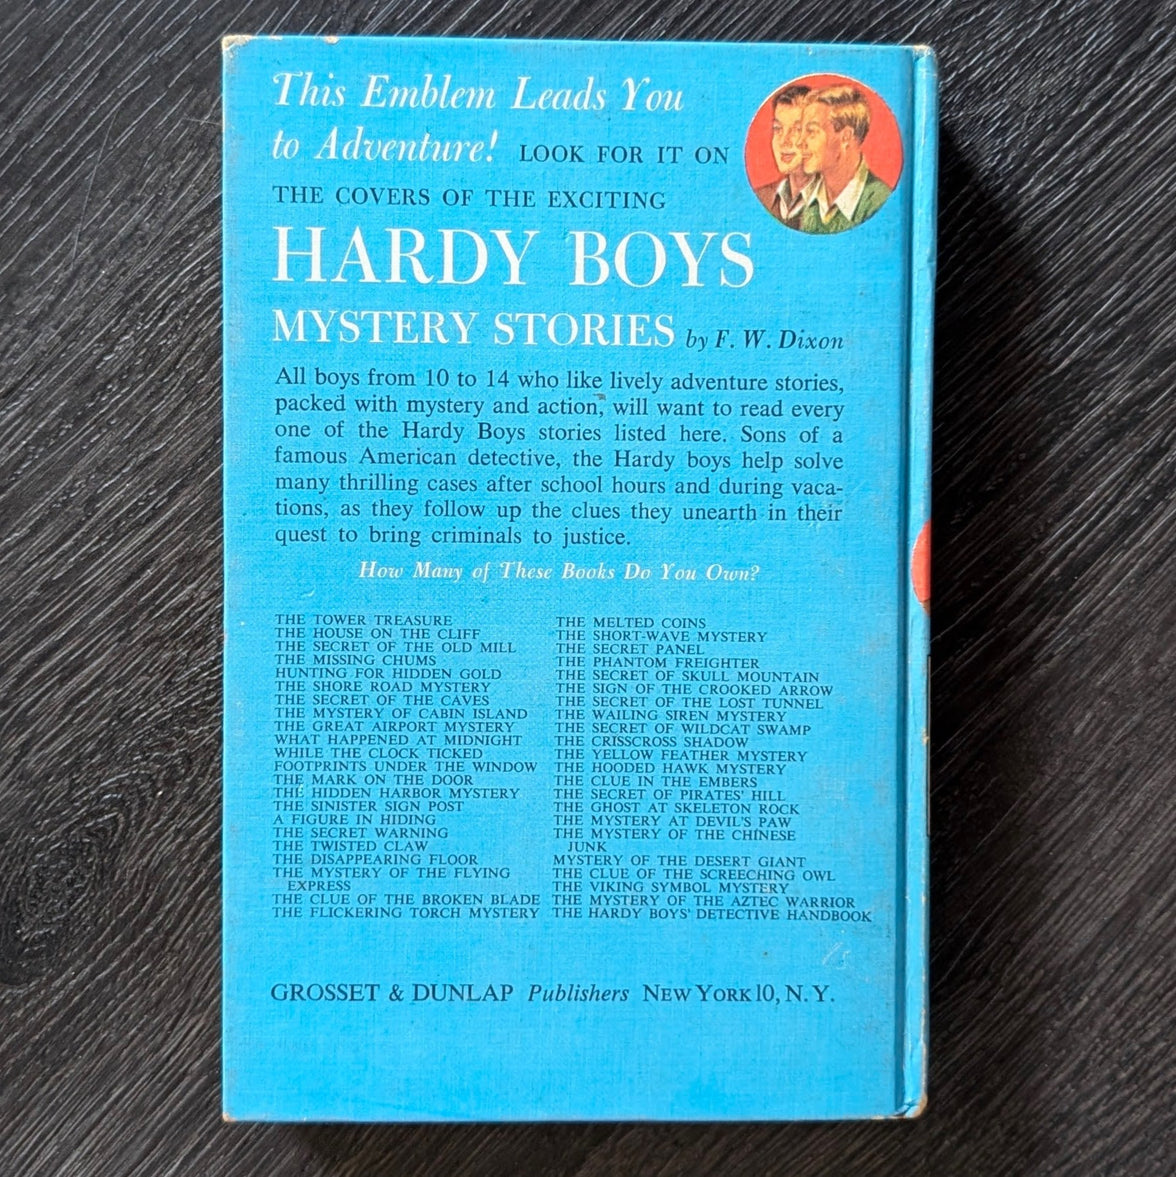 This Emblem Leads You
to Adventure! LOOK FOR IT ON
THE COVERS OF THE EXCITING
HARDY BOYS
MYSTERY STORIES by F. W. Dixon
All boys from 10 to 14 who like lively adventure stories,
packed with mystery and action, will want to read every
one of the Hardy Boys stories listed here. Sons of a
famous American detective, the Hardy boys help solve
many thrilling cases after school hours and during vaca-
tions, as they follow up the clues they unearth in their
quest to bring criminals to justice.
How Many of These Books Do You Own?
THE TOWER TREASURE
THE HOUSE ON THE CLIFF
THE SECRET OF THE OLD MILL
THE MISSING CHUMS
HUNTING FOR HIDDEN GOLD
THE SHORE ROAD MYSTERY
THE SECRET OF THE CAVES
THE MYSTERY OF CABIN ISLAND
THE GREAT AIRPORT MYSTERY
WHAT HAPPENED AT MIDNIGHT
WHILE THE CLOCK TICKED
FOOTPRINTS UNDER THE WINDOW
THE MARK ON THE DOOR
THE HIDDEN HARBOR MYSTERY
THE SINISTER SIGN POST
A FIGURE IN HIDING
THE SECRET WARNING
THE TWISTED CLAW
THE DISAPPEARING FLOOR
THE MYSTERY OF THE FLYING
EXPRESS
THE CLUE OF THE BROKEN BLADE
THE FLICKERING TORCH MYSTERY
THE MELTED COINS
THE SHORT-WAVE MYSTERY
THE SECRET PANEL
THE PHANTOM FREIGHTER
THE SECRET OF SKULL MOUNTAIN
THE SIGN OF THE CROOKED ARROW
THE SECRET OF THE LOST TUNNEL
THE WAILING SIREN MYSTERY
THE SECRET OF WILDCAT SWAMP
THE CRISSCROSS SHADOW
THE YELLOW FEATHER MYSTERY
THE HOODED HAWK MYSTERY
THE CLUE IN THE EMBERS
THE SECRET OF PIRATES' HILL
THE GHOST AT SKELETON ROCK
THE MYSTERY AT DEVIL'S PAW
THE MYSTERY OF THE CHINESE
JUNK
MYSTERY OF THE DESERT GIANT
THE CLUE OF THE SCREECHING OWL
THE VIKING SYMBOL MYSTERY
THE MYSTERY OF THE AZTEC WARRIOR
THE HARDY BOYS' DETECTIVE HANDBOOK
GROSSET & DUNLAP Publishers NEW YORK 10, N. Y.